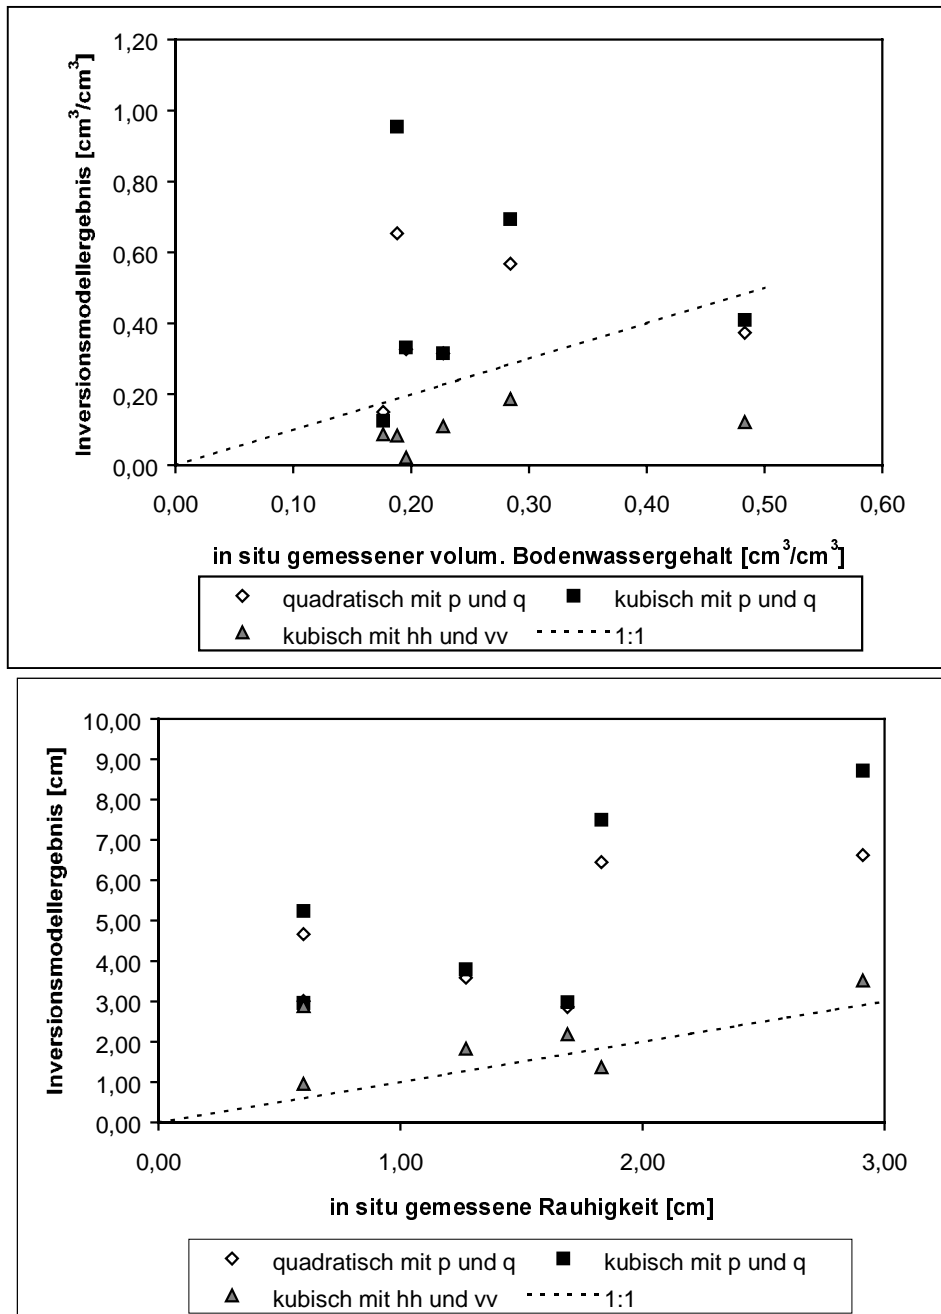 1,20
1,00
0,80
0,60
0,40
0,20
0,00
Inversionsmodellergebnis [cm³/cm³]
0,00 0,10 0,20 0,30 0,40 0,50 0,60
in situ gemessener volum. Bodenwassergehalt [cm³/cm³]
quadratisch mit p und q kubisch mit p und q
kubisch mit hh und vv 1:1
10,00
9,00
8,00
7,00
6,00
5,00
4,00
3,00
2,00
1,00
0,00
Inversionsmodellergebnis [cm]
0,00 1,00 2,00 3,00
in situ gemessene Rauhigkeit [cm]
quadratisch mit p und q kubisch mit p und q
kubisch mit hh und vv 1:1